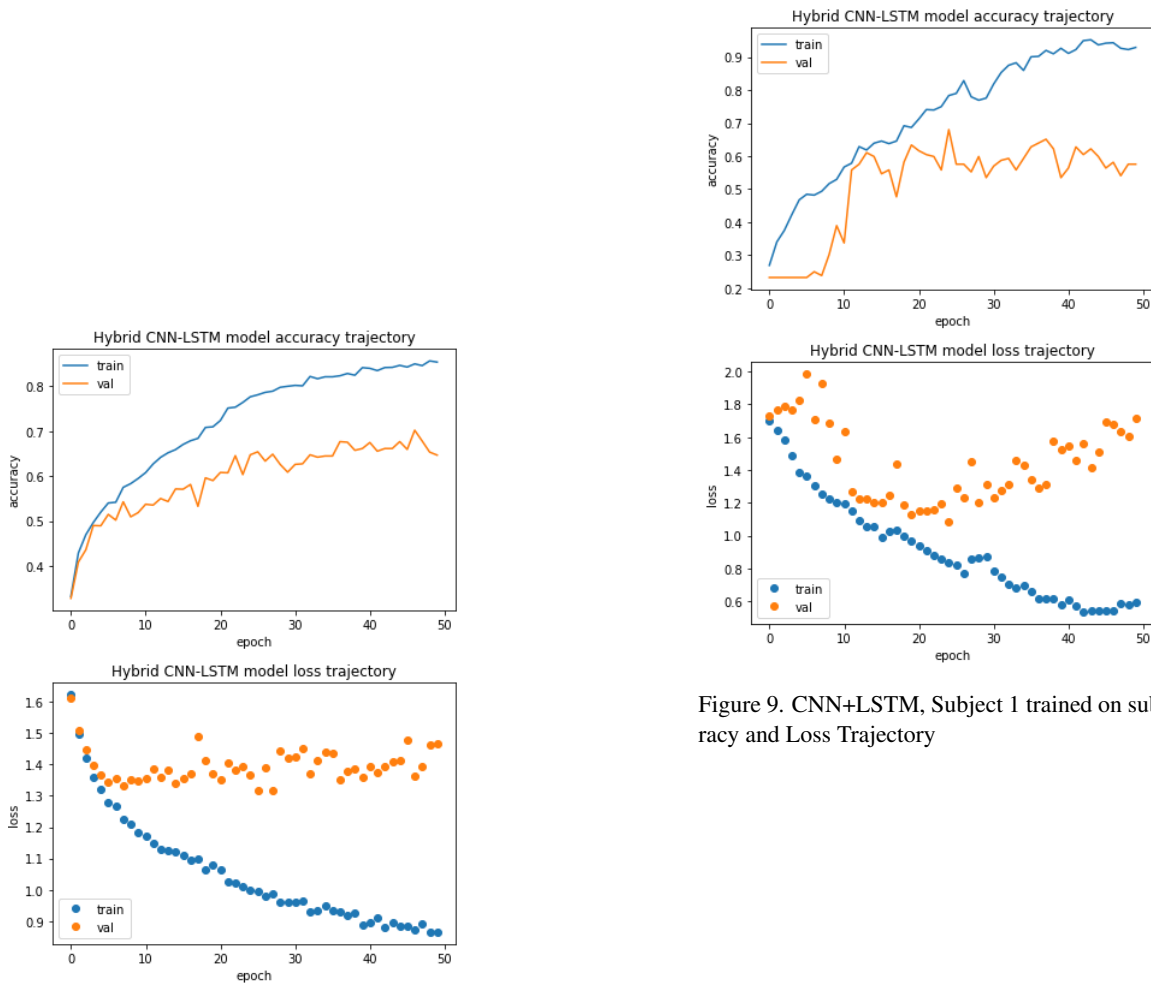 Hybrid CNN-LSTM model accuracy trajectory
train
val
0.8
0.7
0.6
0.5
0.4
accuracy
0 10 20 30 40 50
epoch
Hybrid CNN-LSTM model loss trajectory
1.6
1.5
1.4
1.3
1.2
1.1
1.0
0.9
loss
train
val
0 10 20 30 40 50
epoch
Hybrid CNN-LSTM model accuracy trajectory
train
val
0.9
0.8
0.7
0.6
0.5
0.4
0.3
0.2
accuracy
0 10 20 30 40 50
epoch
Hybrid CNN-LSTM model loss trajectory
2.0
1.8
1.6
1.4
1.2
1.0
0.8
0.6
loss
train
val
0 10 20 30 40 50
epoch
Figure 9. CNN+LSTM, Subject 1 trained on sub
racy and Loss Trajectory